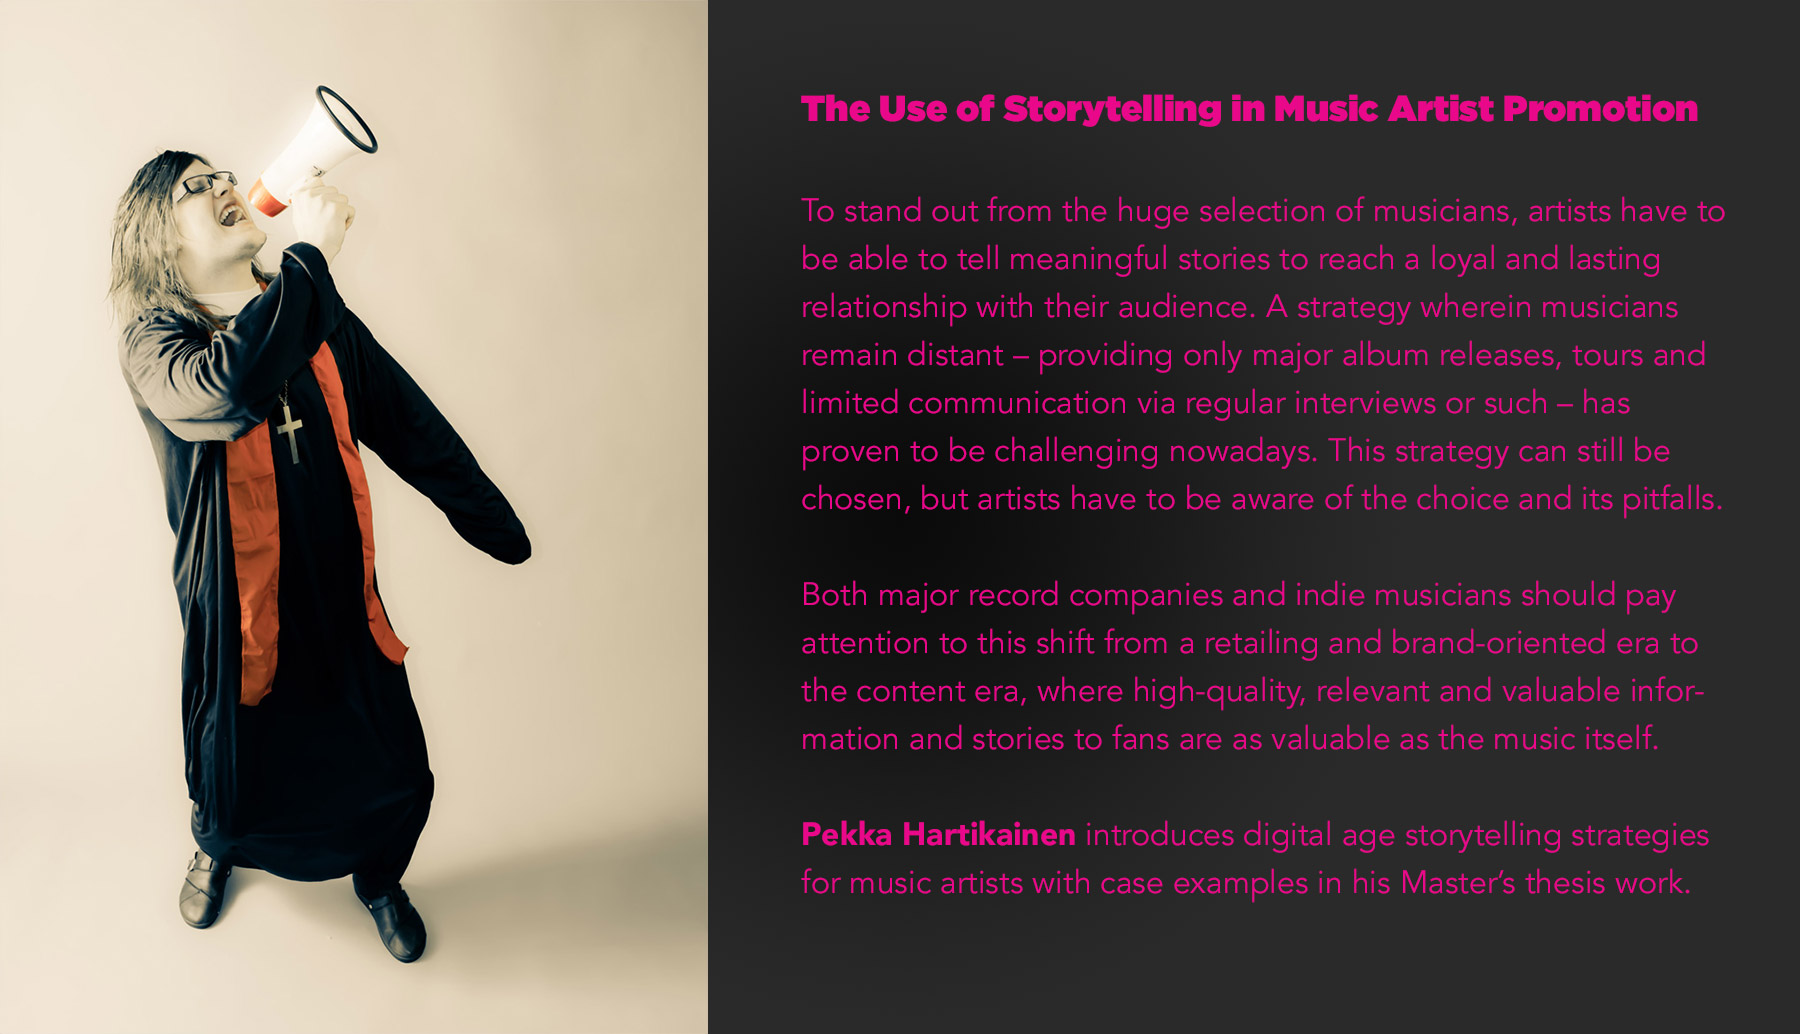 The Use of Storytelling in Music Artist Promotion
To stand out from the huge selection of musicians, artists have to
be able to tell meaningful stories to reach a loyal and lasting
relationship with their audience. A strategy wherein musicians
remain distant – providing only major album releases, tours and
limited communication via regular interviews or such – has
proven to be challenging nowadays. This strategy can still be
chosen, but artists have to be aware of the choice and its pitfalls.
Both major record companies and indie musicians should pay
attention to this shift from a retailing and brand-oriented era to
the content era, where high-quality, relevant and valuable infor-
mation and stories to fans are as valuable as the music itself.
Pekka Hartikainen introduces digital age storytelling strategies
for music artists with case examples in his Master’s thesis work.